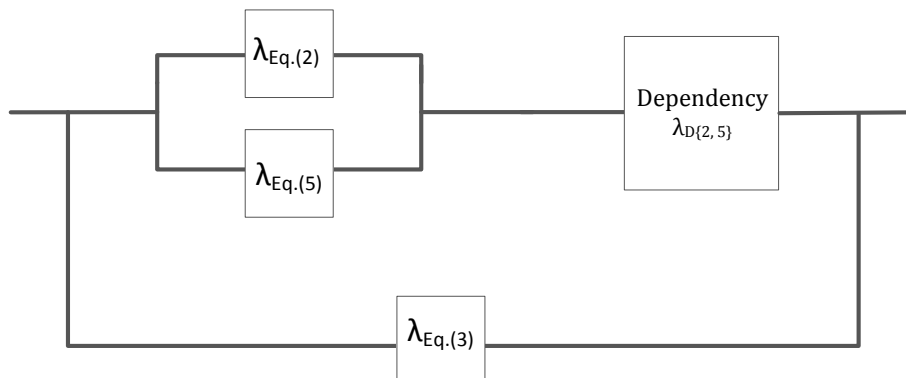 λEq.(2)
Dependency
λD{2, 5}
λEq.(5)
λEq.(3)